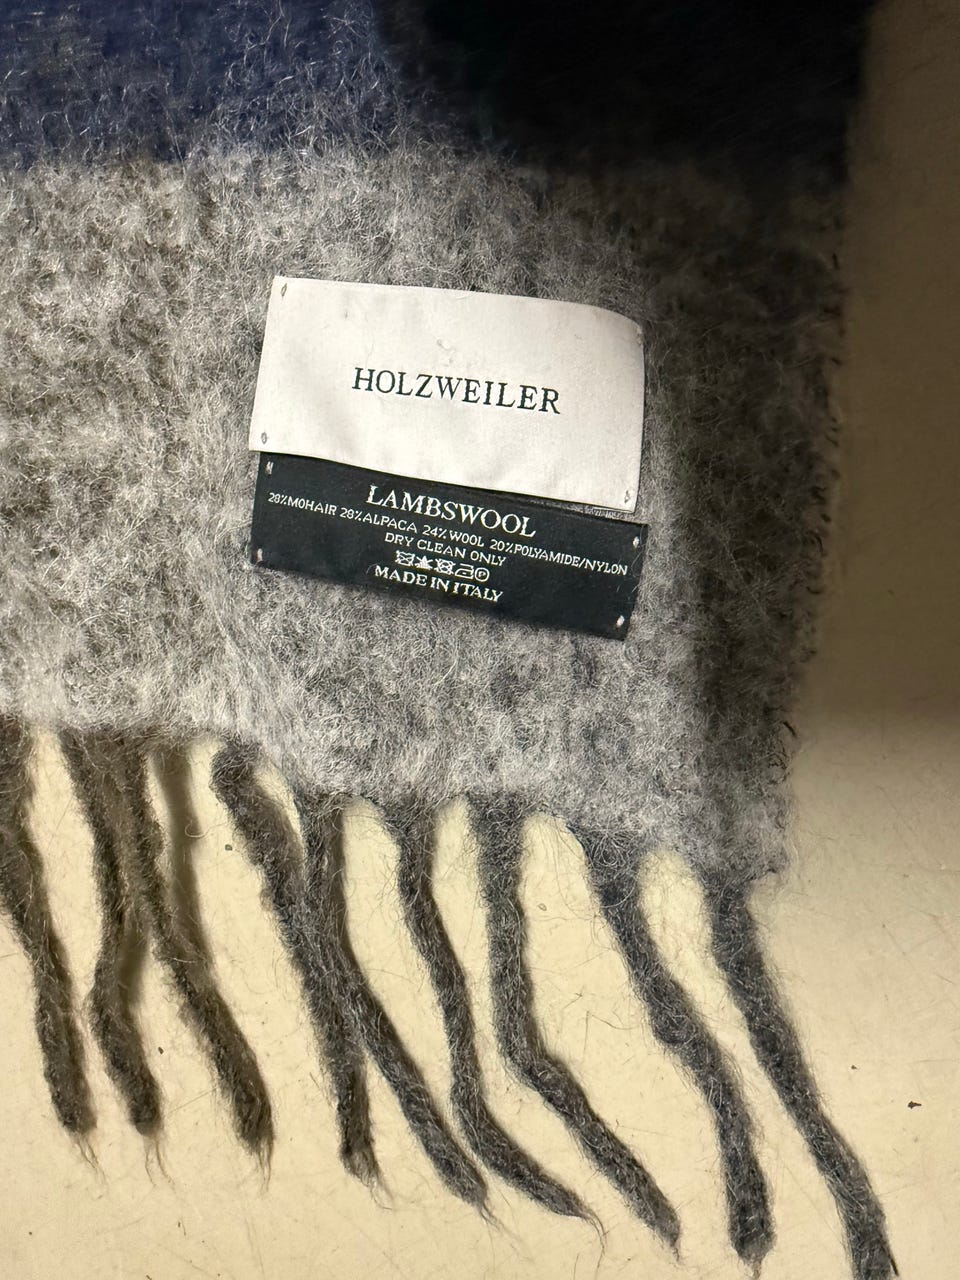 HOLZWEILER
LAMBSWOOL
28%MOHAIR 28%ALPACA 24%WOOL 20%POLYAMIDE/NYLON
DRY CLEAN ONLY
MADE IN ITALY